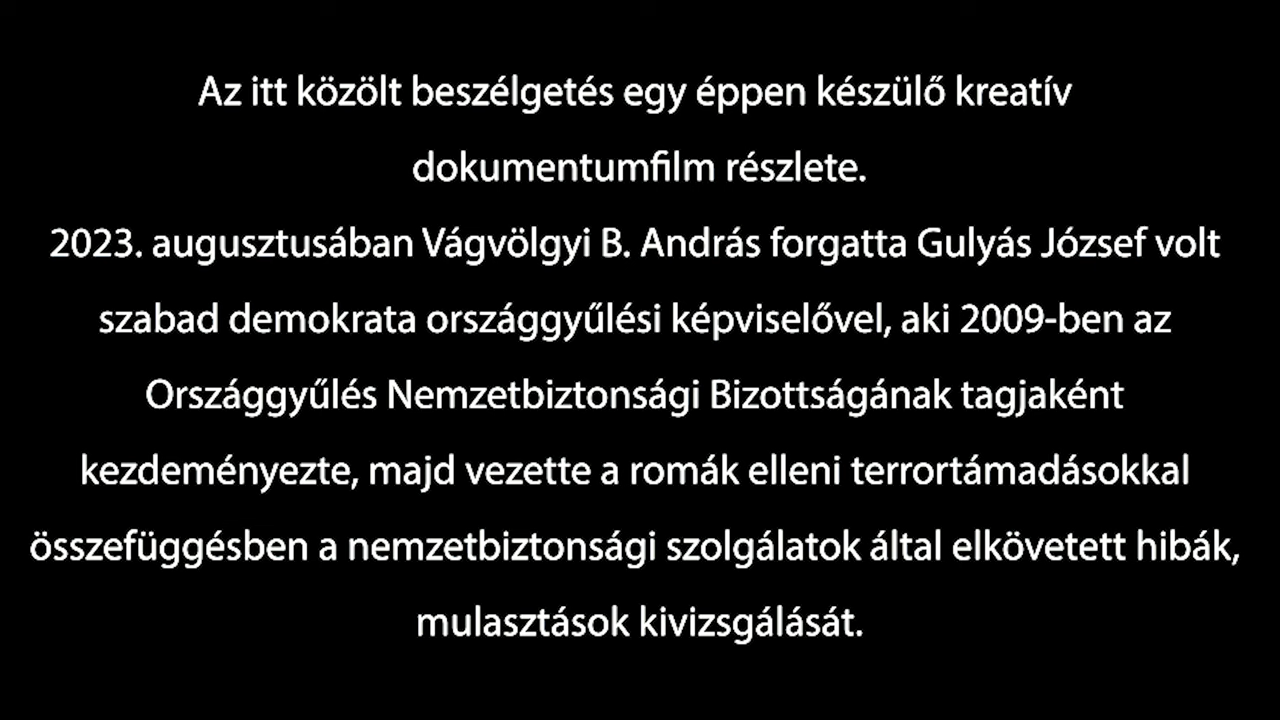 Az itt közölt beszélgetés egy éppen készülő kreatív
dokumentumfilm részlete.
2023. augusztusában Vágvölgyi B. András forgatta Gulyás József volt
szabad demokrata országgyűlési képviselővel, aki 2009-ben az
Országgyűlés Nemzetbiztonsági Bizottságának tagjaként
kezdeményezte, majd vezette a romák elleni terrortámadásokkal
összefüggésben a nemzetbiztonsági szolgálatok által elkövetett hibák,
mulasztások kivizsgálását.